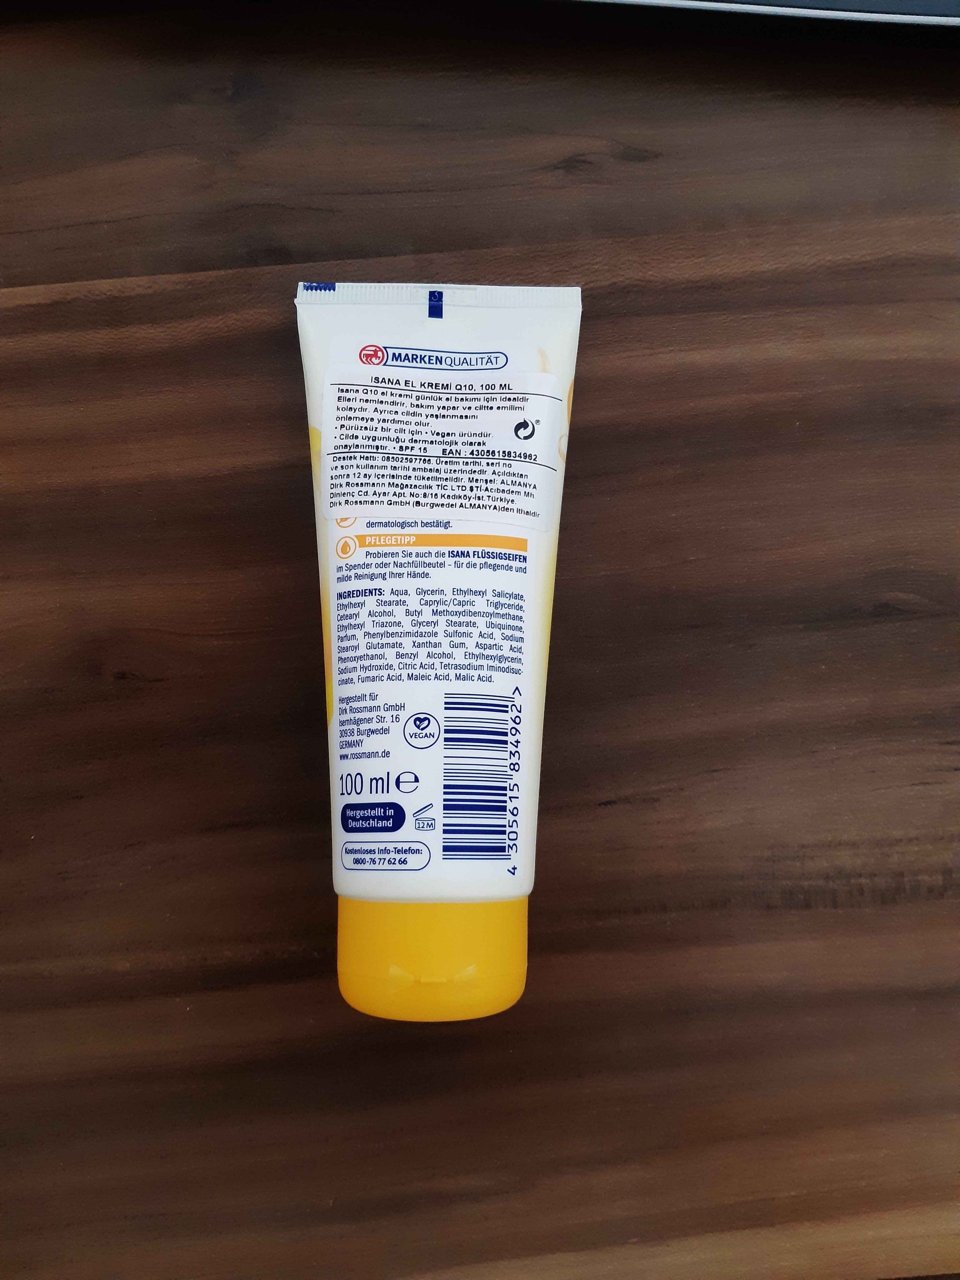 MARKENQUALITÄT
ISANA EL KREMİ Q10, 100 ML
Isana Q10 el kremi günlük el bakımı için idealdir
Elleri nemlendirir, bakım yapar ve ciltte emilimi
kolaydır. Ayrıca cildin yaşlanmasını
önlemeye yardımcı olur.
• Pürüzsüz bir cilt için • Vegan üründür.
• Cilde uygunluğu dermatolojik olarak
onaylanmıştır. • SPF 15 EAN : 4305615834962
Destek Hattı: 08502597766. Üretim tarihi, seri no
ve son kullanım tarihi ambalaj üzerindedir. Açıldıktan
sonra 12 ay içerisinde tüketilmelidir. Menşei: ALMANYA
Dirk Rossmann Mağazacılık TİC.LTD.ŞTİ-Acıbadem Mh.
Dinlenç Cd. Ayar Apt. No:8/16 Kadıköy-İst.Türkiye.
Dirk Rossmann GmbH (Burgwedel ALMANYA)den ithaldir.
dermatologisch bestätigt.
PFLEGETIPP
Probieren Sie auch die ISANA FLÜSSIGSEIFEN
im Spender oder Nachfüllbeutel – für die pflegende und
milde Reinigung Ihrer Hände.
INGREDIENTS: Aqua, Glycerin, Ethylhexyl Salicylate,
Ethylhexyl Stearate, Caprylic/Capric Triglyceride,
Cetearyl Alcohol, Butyl Methoxydibenzoylmethane,
Ethylhexyl Triazone, Glyceryl Stearate, Ubiquinone,
Parfum, Phenylbenzimidazole Sulfonic Acid, Sodium
Stearoyl Glutamate, Xanthan Gum, Aspartic Acid,
Phenoxyethanol, Benzyl Alcohol, Ethylhexylglycerin,
Sodium Hydroxide, Citric Acid, Tetrasodium Iminodisuc-
cinate, Fumaric Acid, Maleic Acid, Malic Acid.
Hergestellt für
Dirk Rossmann GmbH
Isernhägener Str. 16
30938 Burgwedel
GERMANY
www.rossmann.de
VEGAN
100 ml e
Hergestellt in
Deutschland
12 M
Kostenloses Info-Telefon:
0800-76 77 62 66
4 305615 834962 >